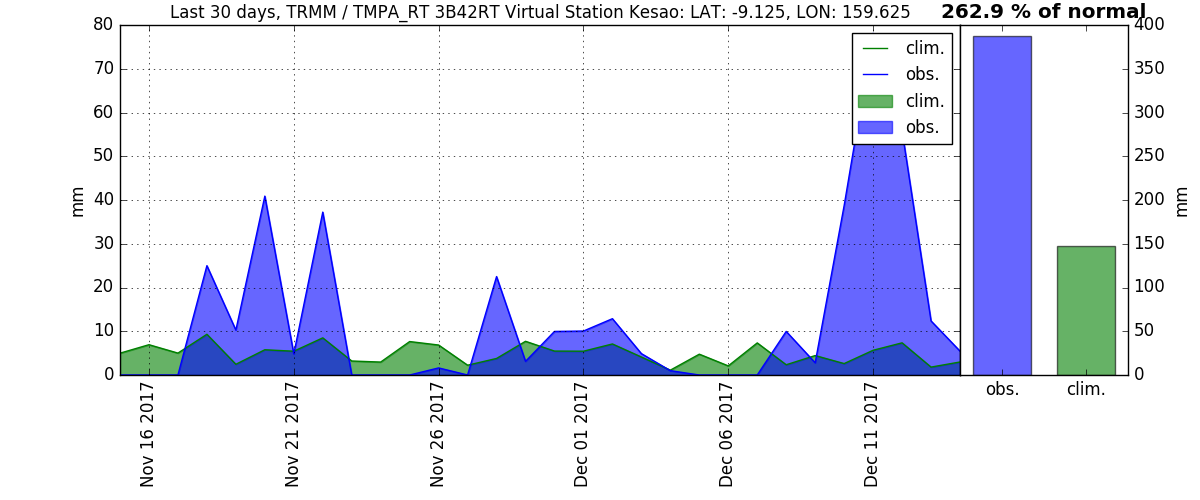 Last 30 days, TRMM / TMPA_RT 3B42RT Virtual Station Kesao: LAT: -9.125, LON: 159.625
262.9 % of normal
80
70
60
50
40
30
20
10
0
mm
clim.
obs.
clim.
obs.
400
350
300
250
200
150
100
50
0
mm
Nov 16 2017
Nov 21 2017
Nov 26 2017
Dec 01 2017
Dec 06 2017
Dec 11 2017
obs.
clim.